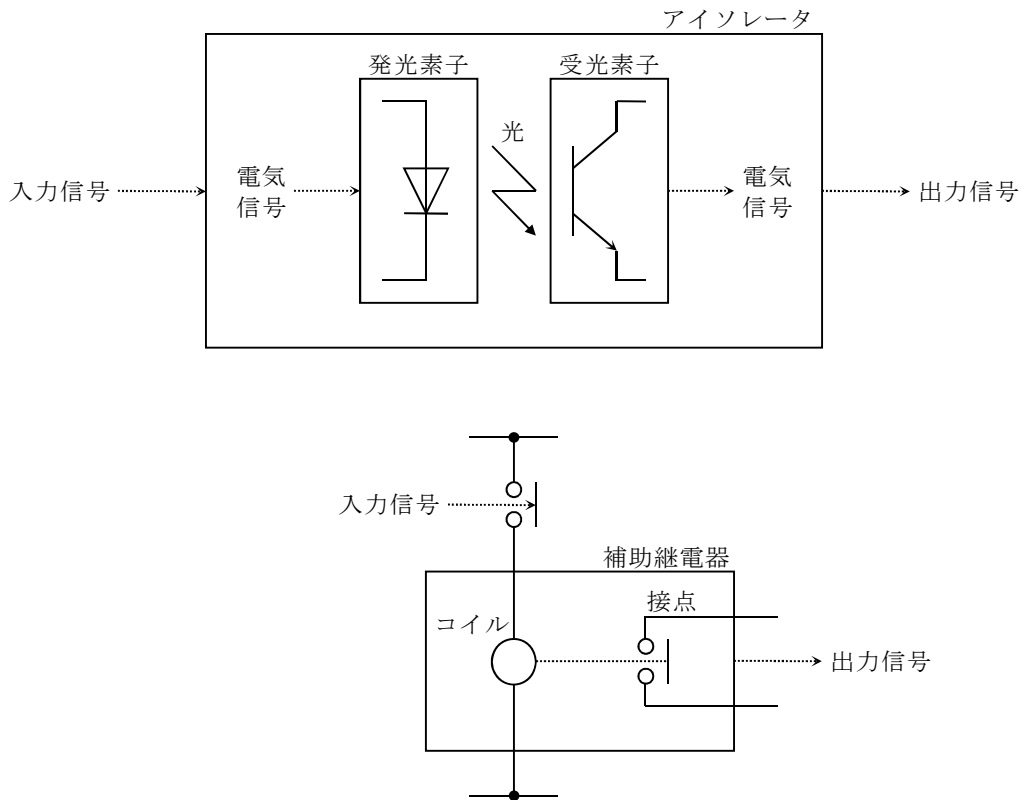 アイソレータ
発光素子
受光素子
光
入力信号
電気
信号
電気
信号
出力信号
入力信号
補助継電器
接点
コイル
出力信号